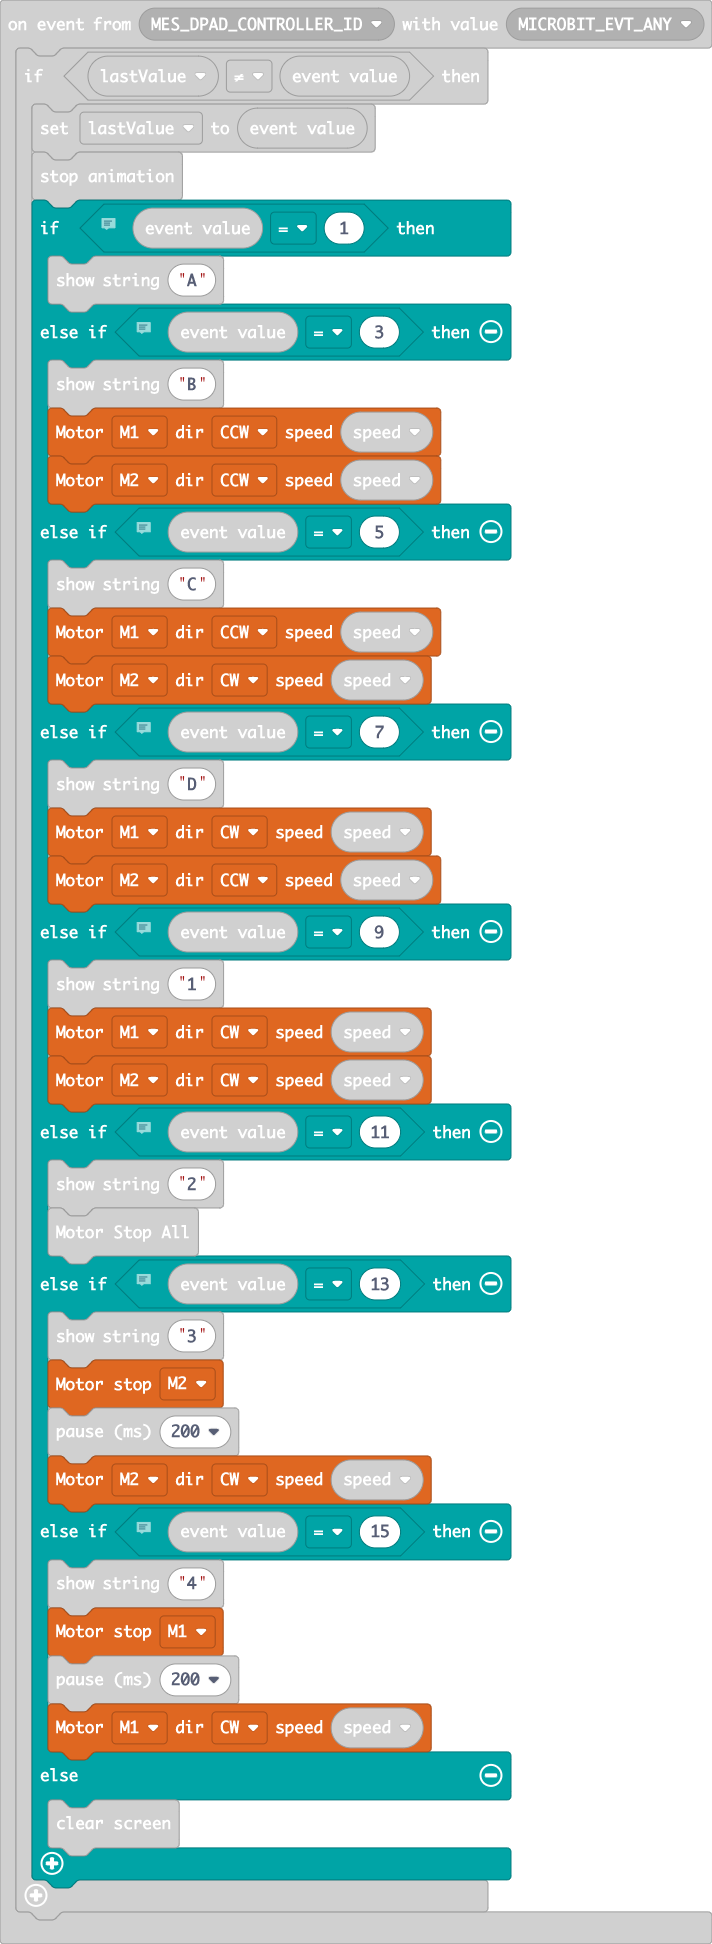 on event from MES_DPAD_CONTROLLER_ID with value MICROBIT_EVT_ANY
if lastValue ≠ event value then
set lastValue to event value
stop animation
if event value = 1 then
show string "A"
else if event value = 3 then
show string "B"
Motor M1 dir CCW speed speed
Motor M2 dir CCW speed speed
else if event value = 5 then
show string "C"
Motor M1 dir CCW speed speed
Motor M2 dir CW speed speed
else if event value = 7 then
show string "D"
Motor M1 dir CW speed speed
Motor M2 dir CCW speed speed
else if event value = 9 then
show string "1"
Motor M1 dir CW speed speed
Motor M2 dir CW speed speed
else if event value = 11 then
show string "2"
Motor Stop All
else if event value = 13 then
show string "3"
Motor stop M2
pause (ms) 200
Motor M2 dir CW speed speed
else if event value = 15 then
show string "4"
Motor stop M1
pause (ms) 200
Motor M1 dir CW speed speed
else
clear screen